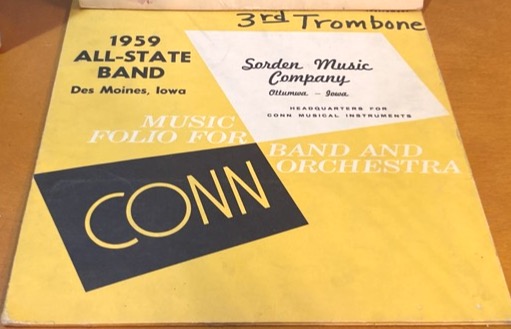 3rd Trombone
1959
ALL-STATE
BAND
Des Moines, Iowa
Sorden Music
Company
Ottumwa - Iowa
HEADQUARTERS FOR
CONN MUSICAL INSTRUMENTS
MUSIC
FOLIO FOR
BAND AND
ORCHESTRA
CONN